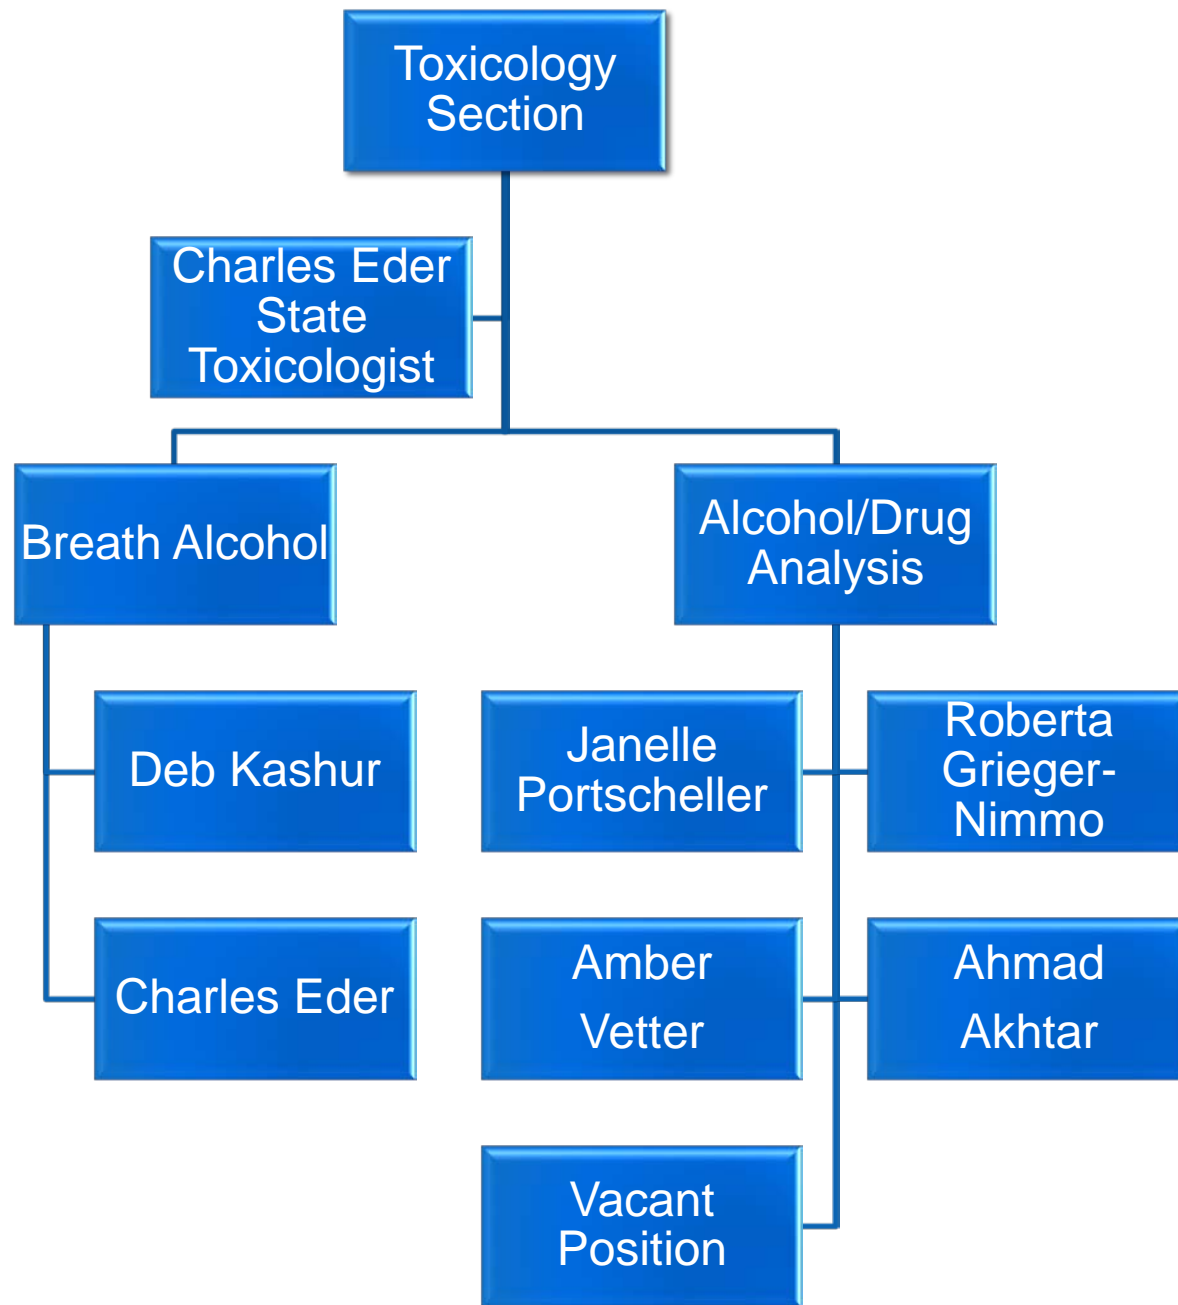 Toxicology
Section
Charles Eder
State
Toxicologist
Breath Alcohol
Alcohol/Drug
Analysis
Deb Kashur
Janelle
Portscheller
Roberta
Grieger-
Nimmo
Charles Eder
Amber
Vetter
Ahmad
Akhtar
Vacant
Position